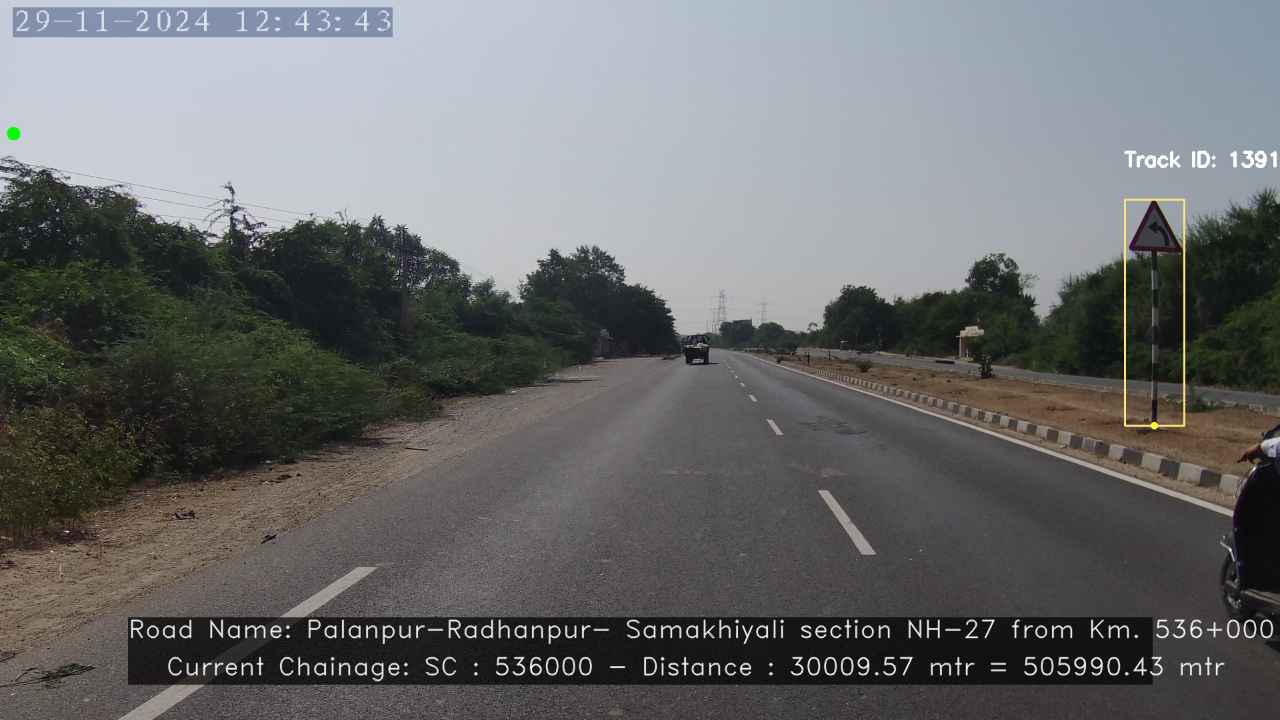 29-11-2024 12:43:43
Track ID: 1391
Road Name: Palanpur-Radhanpur- Samakhiyali section NH-27 from Km. 536+000
Current Chainage: SC : 536000 - Distance : 30009.57 mtr = 505990.43 mtr